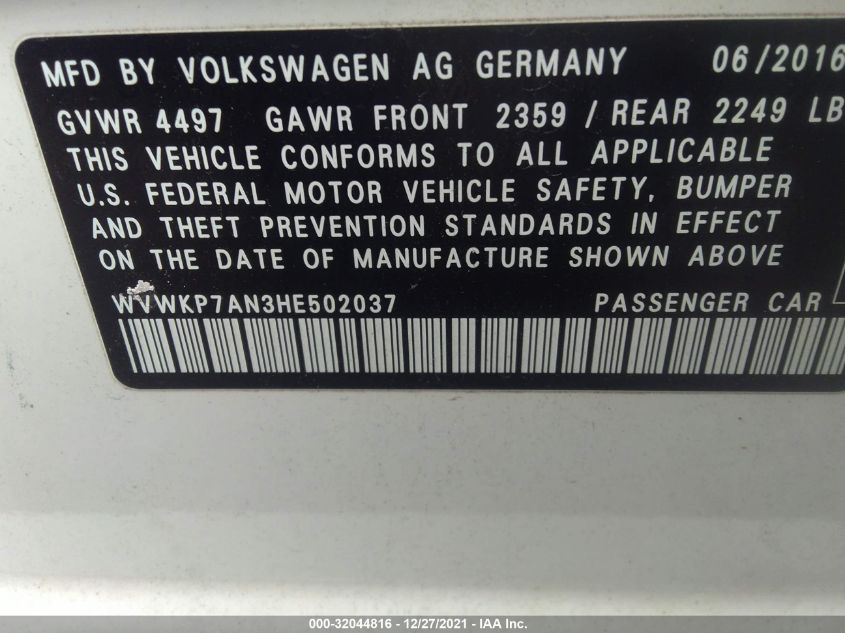 MFD BY VOLKSWAGEN AG GERMANY 06/2016
GVWR 4497 GAWR FRONT 2359 / REAR 2249 LB
THIS VEHICLE CONFORMS TO ALL APPLICABLE
U.S. FEDERAL MOTOR VEHICLE SAFETY, BUMPER
AND THEFT PREVENTION STANDARDS IN EFFECT
ON THE DATE OF MANUFACTURE SHOWN ABOVE
WVWKP7AN3HE502037 PASSENGER CAR
000-32044816 - 12/27/2021 - IAA Inc.